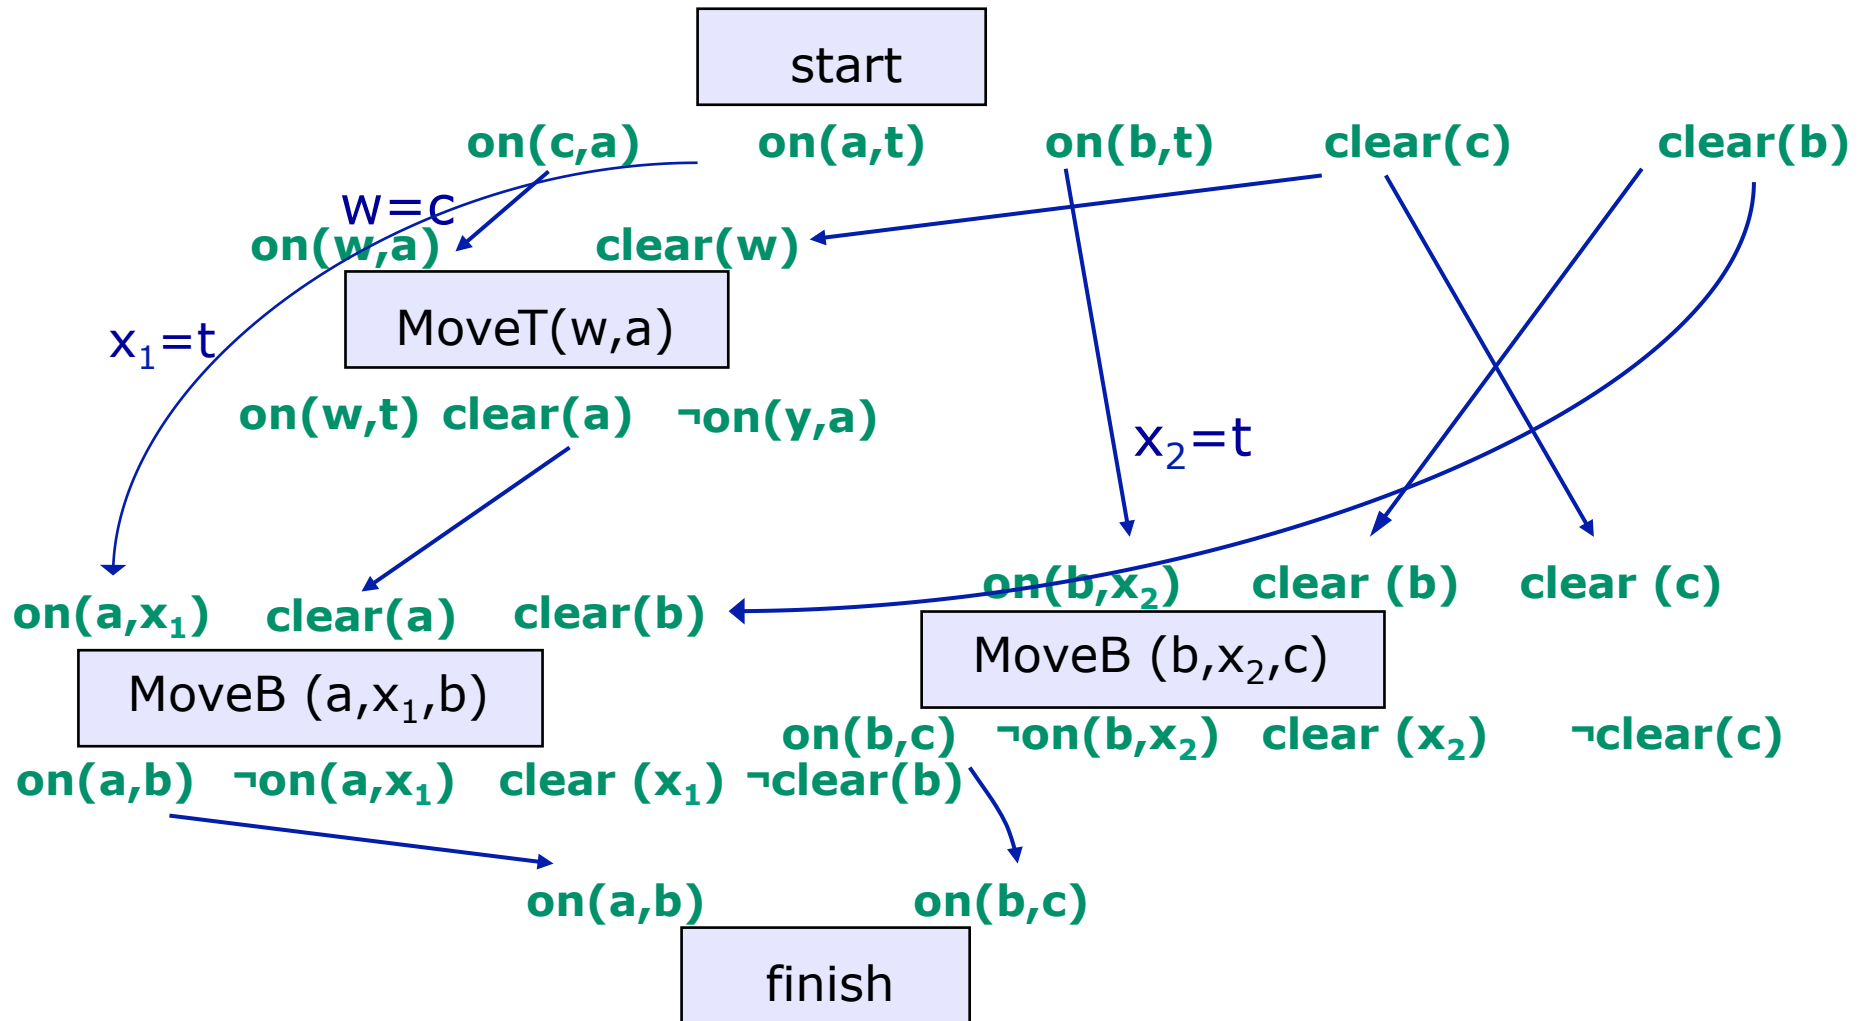 start
on(c,a) on(a,t) on(b,t) clear(c) clear(b)
w=c
on(w,a) clear(w)
MoveT(w,a)
x₁=t
on(w,t) clear(a) ¬on(y,a)
x₂=t
on(b,x₂) clear (b) clear (c)
on(a,x₁) clear(a) clear(b)
MoveB (b,x₂,c)
MoveB (a,x₁,b)
on(b,c) ¬on(b,x₂) clear (x₂) ¬clear(c)
on(a,b) ¬on(a,x₁) clear (x₁) ¬clear(b)
on(a,b) on(b,c)
finish